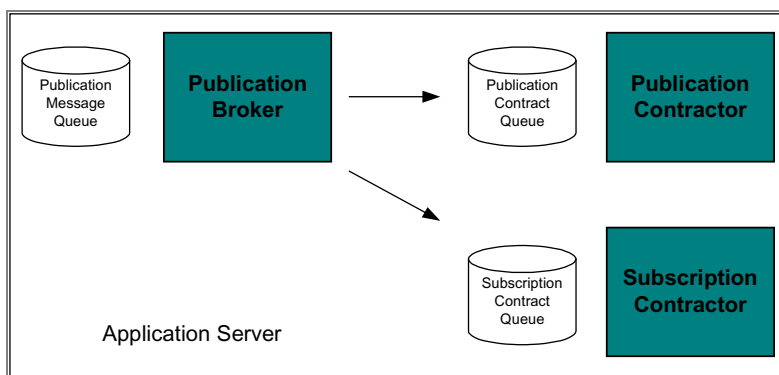 Publication
Message
Queue
Publication
Broker
Publication
Contract
Queue
Publication
Contractor
Subscription
Contract
Queue
Subscription
Contractor
Application Server